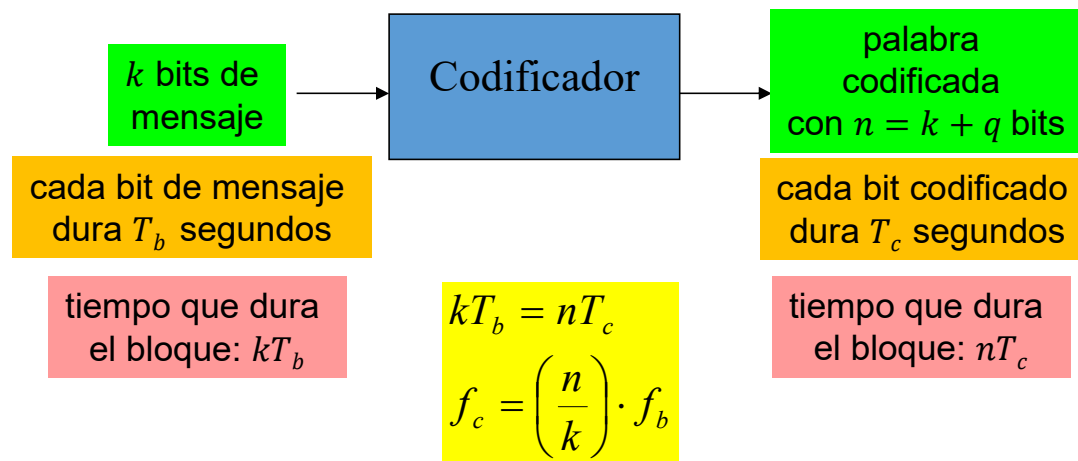 k bits de
mensaje
Codificador
palabra
codificada
con n = k + q bits
cada bit de mensaje
dura T_b segundos
cada bit codificado
dura T_c segundos
tiempo que dura
el bloque: kT_b
kT_b = nT_c
f_c = (n/k) · f_b
tiempo que dura
el bloque: nT_c